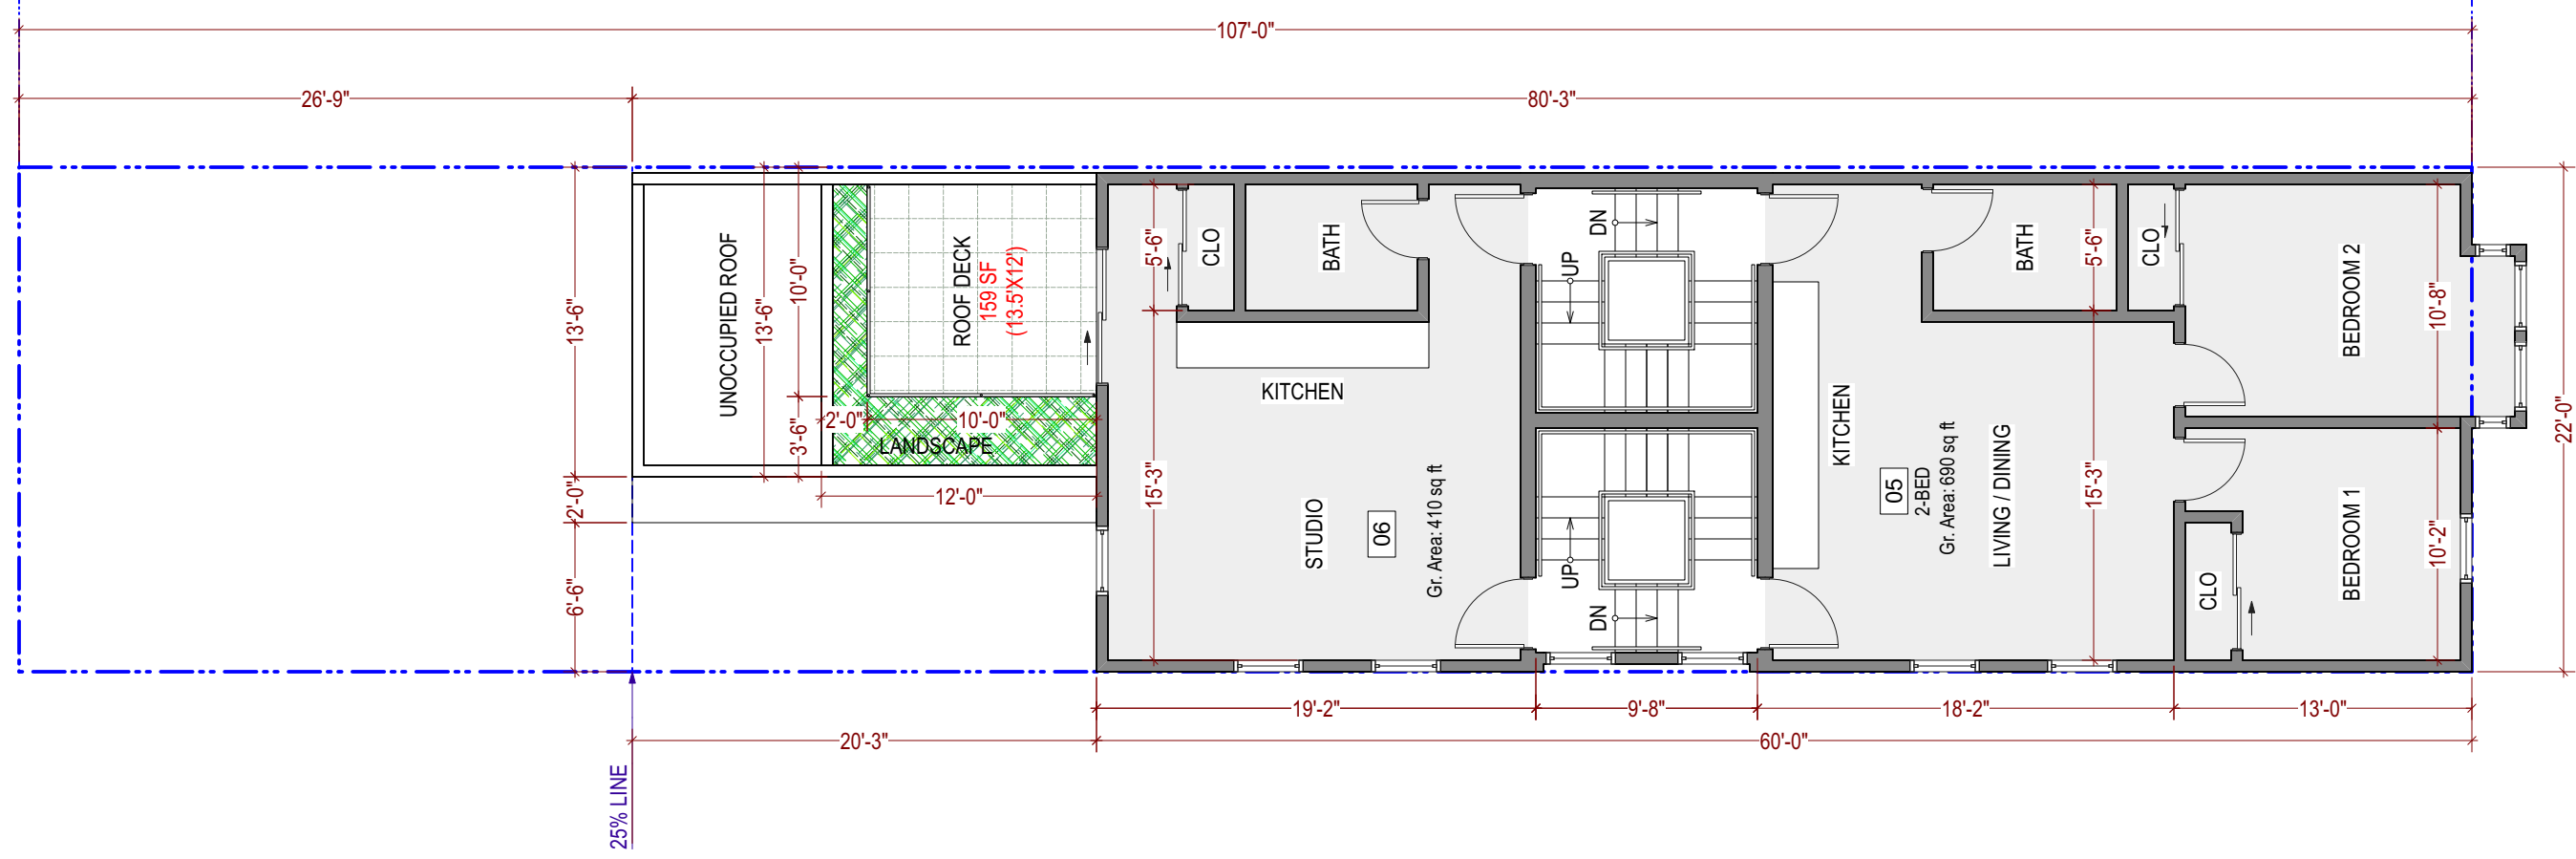 107'-0"
26'-9"
80'-3"
13'-6"
2'-0"
6'-6"
UNOCCUPIED ROOF
13'-6"
10'-0"
3'-6"
ROOF DECK
159 SF
(13.5'X12')
2'-0"
10'-0"
LANDSCAPE
12'-0"
5'-6"
15'-3"
CLO
BATH
KITCHEN
STUDIO
06
Gr. Area: 410 sq ft
DN
UP
UP
DN
KITCHEN
05
2-BED
Gr. Area: 690 sq ft
LIVING / DINING
BATH
5'-6"
15'-3"
CLO
BEDROOM 2
10'-8"
CLO
BEDROOM 1
10'-2"
22'-0"
19'-2"
9'-8"
18'-2"
13'-0"
20'-3"
60'-0"
25% LINE